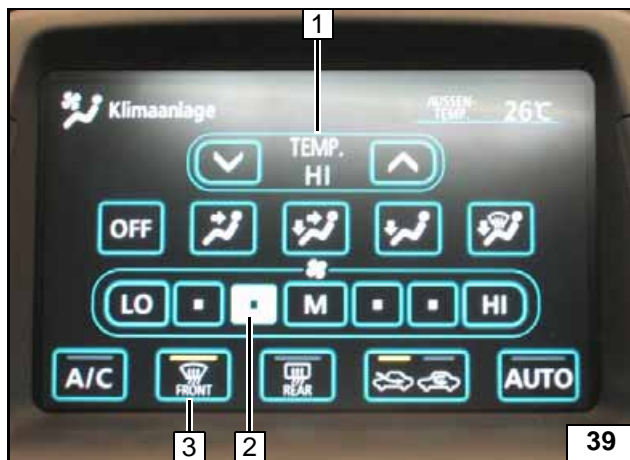 1
Klimaanlage AUSSEN-
TEMP. 26℃
TEMP.
HI
OFF
LO M HI
A/C FRONT REAR AUTO
3 2 39